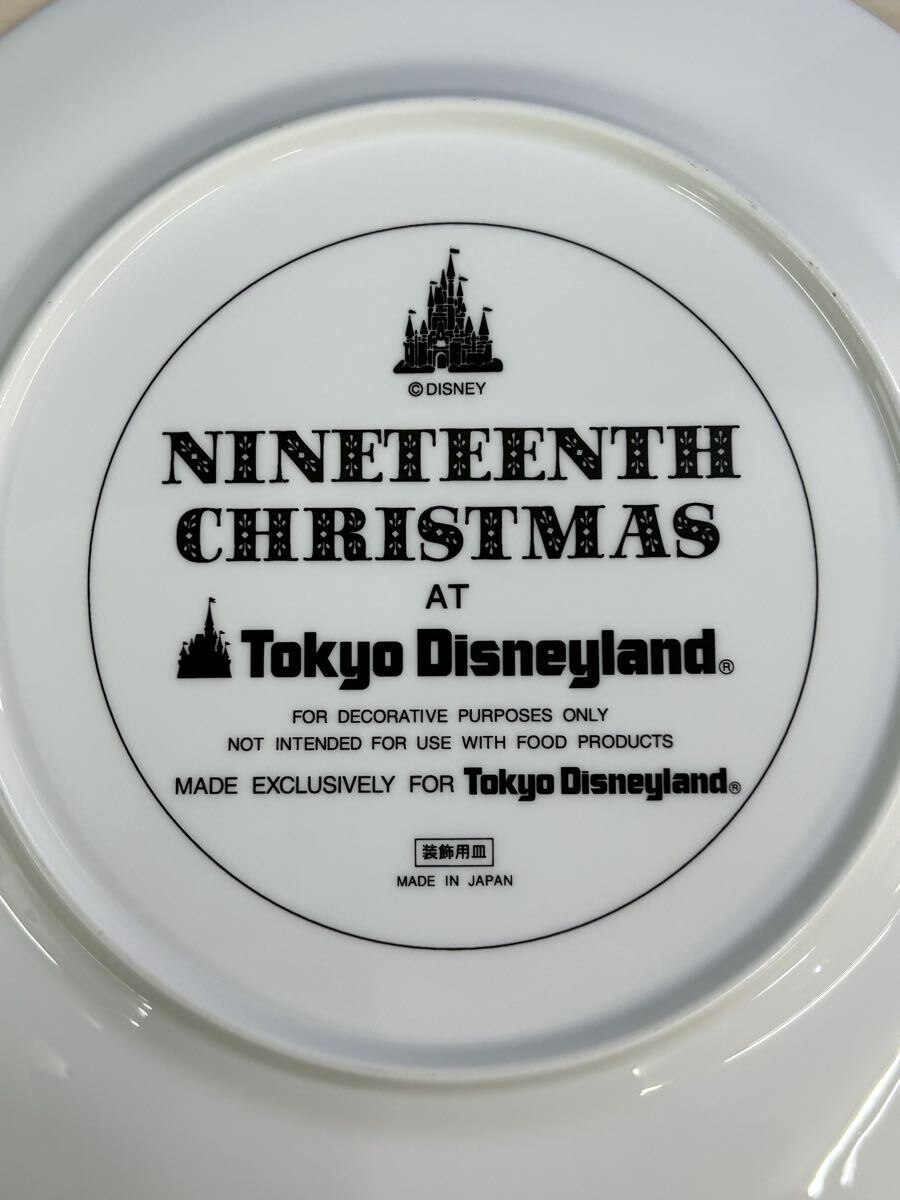 ©DISNEY
NINETEENTH
CHRISTMAS
AT
Tokyo Disneyland®
FOR DECORATIVE PURPOSES ONLY
NOT INTENDED FOR USE WITH FOOD PRODUCTS
MADE EXCLUSIVELY FOR Tokyo Disneyland®
装飾用皿
MADE IN JAPAN